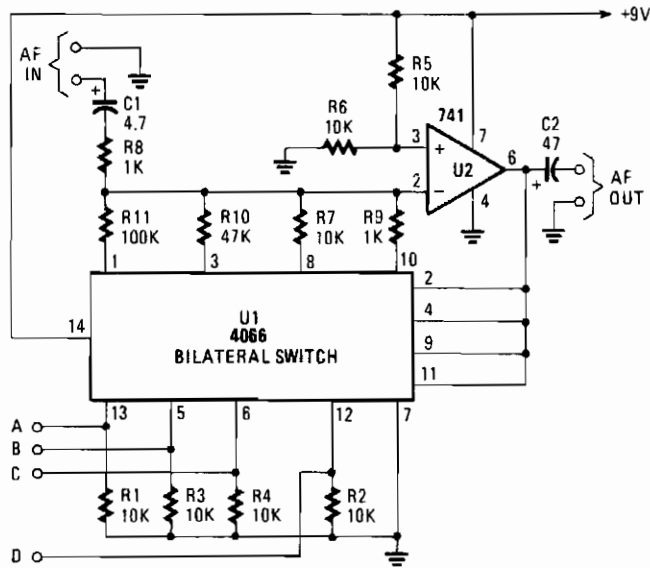 +9V
AF
IN
+
C1
4.7
R8
1K
R5
10K
R6
10K
741
3
+
2
−
U2
7
6
4
C2
47
+
AF
OUT
R11
100K
R10
47K
R7
10K
R9
1K
1
3
8
10
U1
4066
BILATERAL SWITCH
14
2
4
9
11
13
5
6
12
7
A
B
C
D
R1
10K
R3
10K
R4
10K
R2
10K